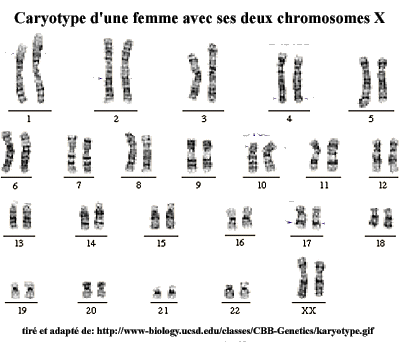 Caryotype d'une femme avec ses deux chromosomes X
1 2 3 4 5
6 7 8 9 10 11 12
13 14 15 16 17 18
19 20 21 22 XX
tiré et adapté de: http://www-biology.ucsd.edu/classes/CBB-Genetics/karyotype.gif